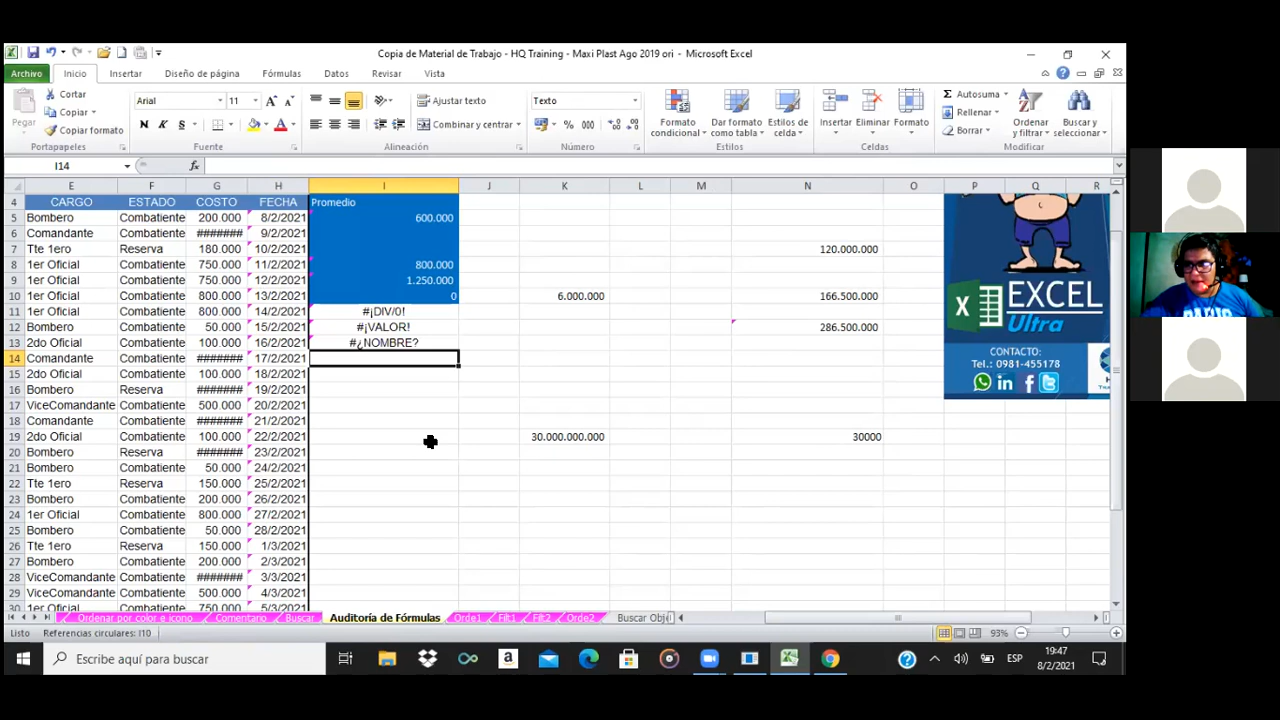 Copia de Material de Trabajo - HQ Training - Maxi Plast Ago 2019 ori - Microsoft Excel
Archivo Inicio Insertar Diseño de página Fórmulas Datos Revisar Vista
Pegar
Cortar
Copiar
Copiar formato
Portapapeles
Arial 11
N K S
Fuente
Ajustar texto
Combinar y centrar
Alineación
Texto
% 000
Número
Formato condicional
Dar formato como tabla
Estilos de celda
Estilos
Insertar Eliminar Formato
Celdas
Autosuma
Rellenar
Borrar
Ordenar y filtrar
Buscar y seleccionar
Modificar
I14 fx
E F G H I J K L M N O P Q R
4 CARGO ESTADO COSTO FECHA Promedio
5 Bombero Combatiente 200.000 8/2/2021 600.000
6 Comandante Combatiente ####### 9/2/2021
7 Tte 1ero Reserva 180.000 10/2/2021 120.000.000
8 1er Oficial Combatiente 750.000 11/2/2021 800.000
9 1er Oficial Combatiente 750.000 12/2/2021 1.250.000
10 1er Oficial Combatiente 800.000 13/2/2021 0 6.000.000 166.500.000
11 1er Oficial Combatiente 800.000 14/2/2021 #¡DIV/0!
12 Bombero Combatiente 50.000 15/2/2021 #¡VALOR! 286.500.000
13 2do Oficial Combatiente 100.000 16/2/2021 #¿NOMBRE?
14 Comandante Combatiente ####### 17/2/2021
15 2do Oficial Combatiente 100.000 18/2/2021
16 Bombero Reserva ####### 19/2/2021
17 ViceComandante Combatiente 500.000 20/2/2021
18 Comandante Combatiente ####### 21/2/2021
19 2do Oficial Combatiente 100.000 22/2/2021 30.000.000.000 30000
20 Bombero Reserva ####### 23/2/2021
21 Bombero Combatiente 50.000 24/2/2021
22 Tte 1ero Reserva 150.000 25/2/2021
23 Bombero Combatiente 200.000 26/2/2021
24 1er Oficial Combatiente 800.000 27/2/2021
25 Bombero Combatiente 50.000 28/2/2021
26 Tte 1ero Reserva 150.000 1/3/2021
27 Bombero Combatiente 200.000 2/3/2021
28 ViceComandante Combatiente ####### 3/3/2021
29 ViceComandante Combatiente 500.000 4/3/2021
30 1er Oficial Combatiente 750.000 5/3/2021
X EXCEL
Ultra
CONTACTO:
Tel.: 0981-455178
Ordenar por color e icono Comentario Buscar Auditoría de Fórmulas Orde1 Filt1 Filt2 Orde2 Buscar Obj
Listo Referencias circulares: I10 93%
Escribe aquí para buscar
ESP
19:47
8/2/2021